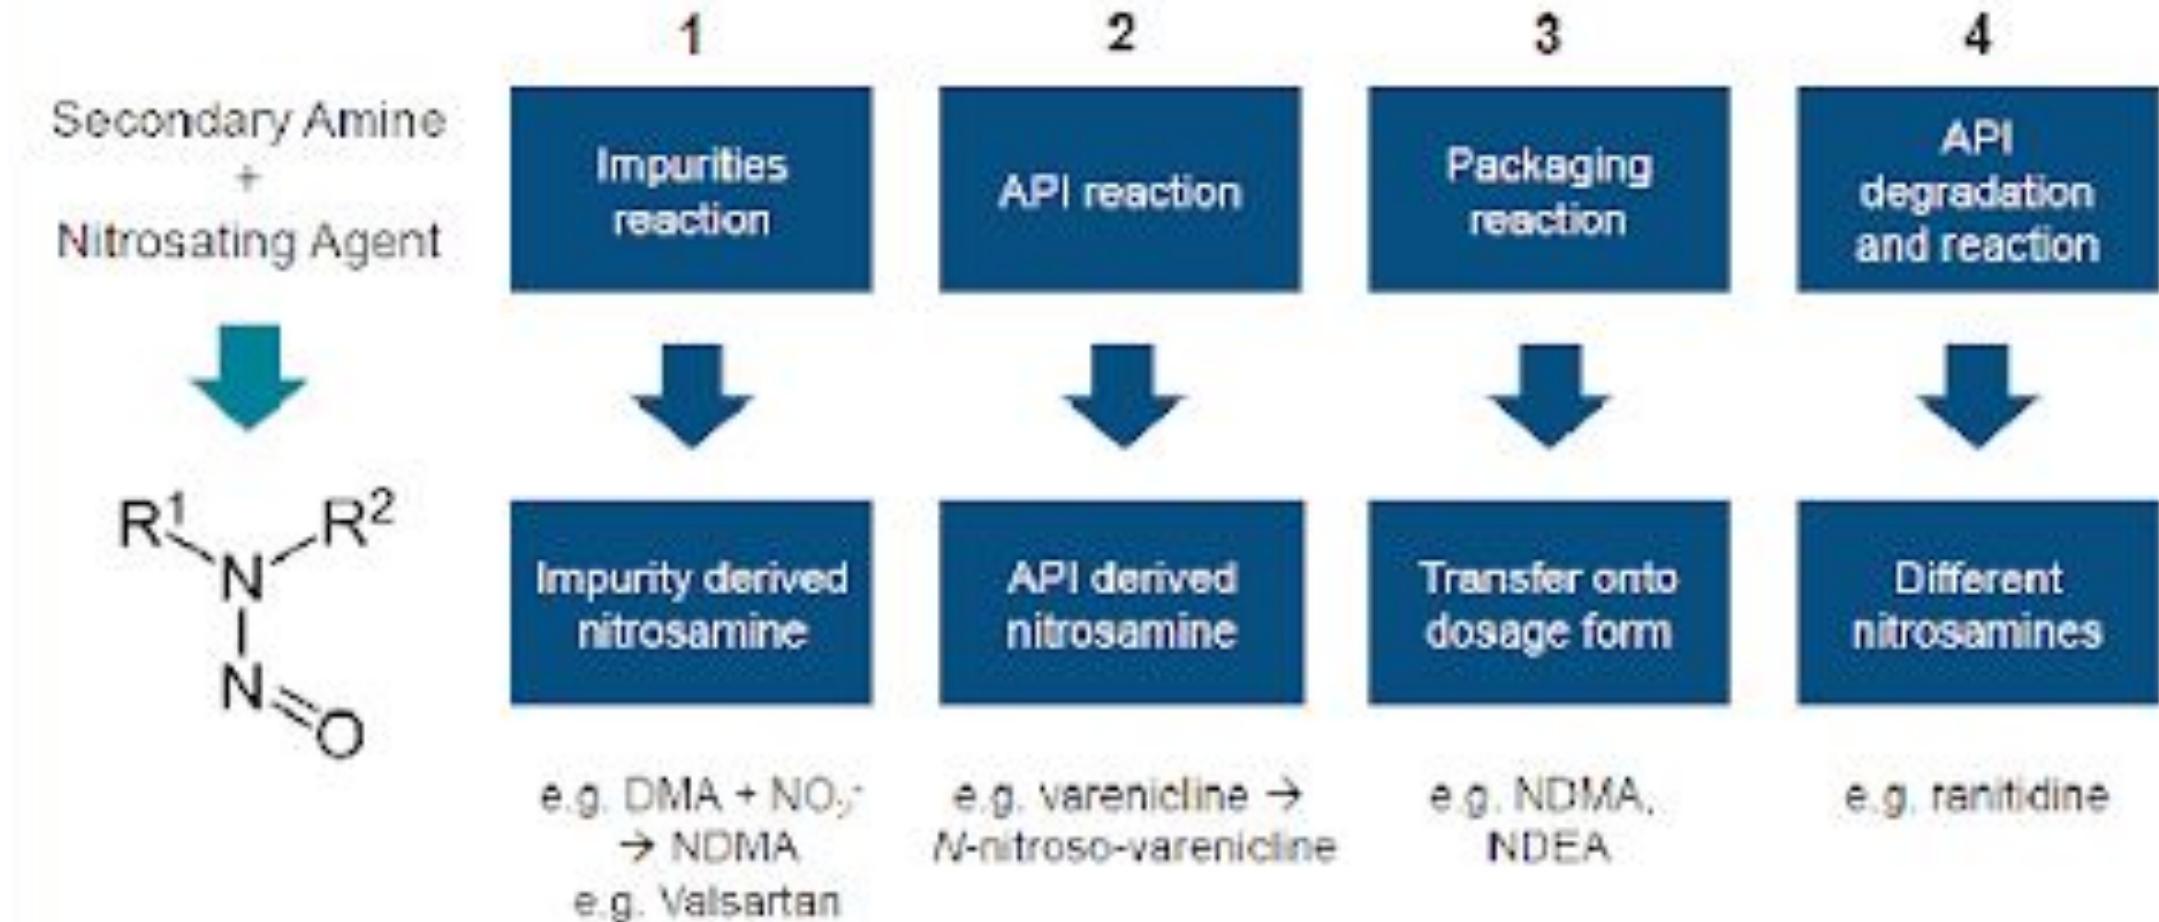 1
2
3
4
Secondary Amine
+
Nitrosating Agent
Impurities
reaction
API reaction
Packaging
reaction
API
degradation
and reaction
R¹
R²
N
N
O
Impurity derived
nitrosamine
API derived
nitrosamine
Transfer onto
dosage form
Different
nitrosamines
e.g. DMA + NO₂⁻
→ NDMA
e.g. Valsartan
e.g. varenicline →
N-nitroso-varenicline
e.g. NDMA,
NDEA
e.g. ranitidine